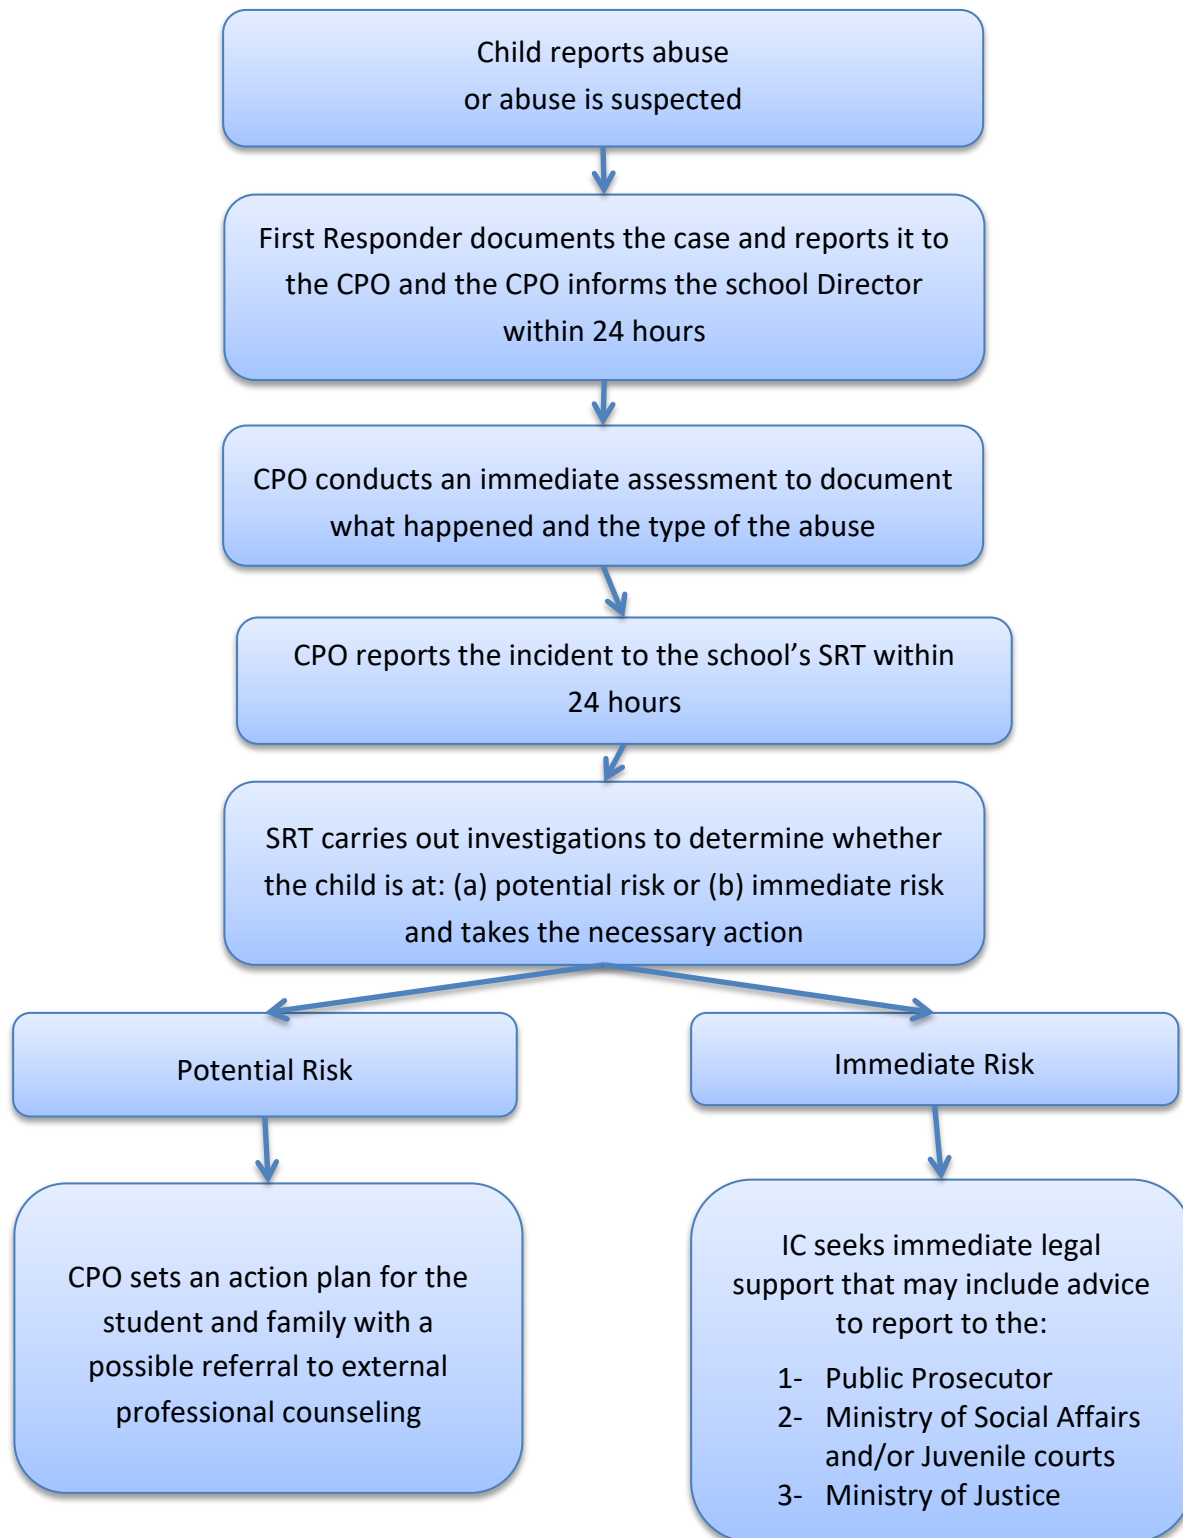 Child reports abuse
or abuse is suspected
First Responder documents the case and reports it to
the CPO and the CPO informs the school Director
within 24 hours
CPO conducts an immediate assessment to document
what happened and the type of the abuse
CPO reports the incident to the school’s SRT within
24 hours
SRT carries out investigations to determine whether
the child is at: (a) potential risk or (b) immediate risk
and takes the necessary action
Potential Risk
Immediate Risk
CPO sets an action plan for the
student and family with a
possible referral to external
professional counseling
IC seeks immediate legal
support that may include advice
to report to the:
1- Public Prosecutor
2- Ministry of Social Affairs
and/or Juvenile courts
3- Ministry of Justice